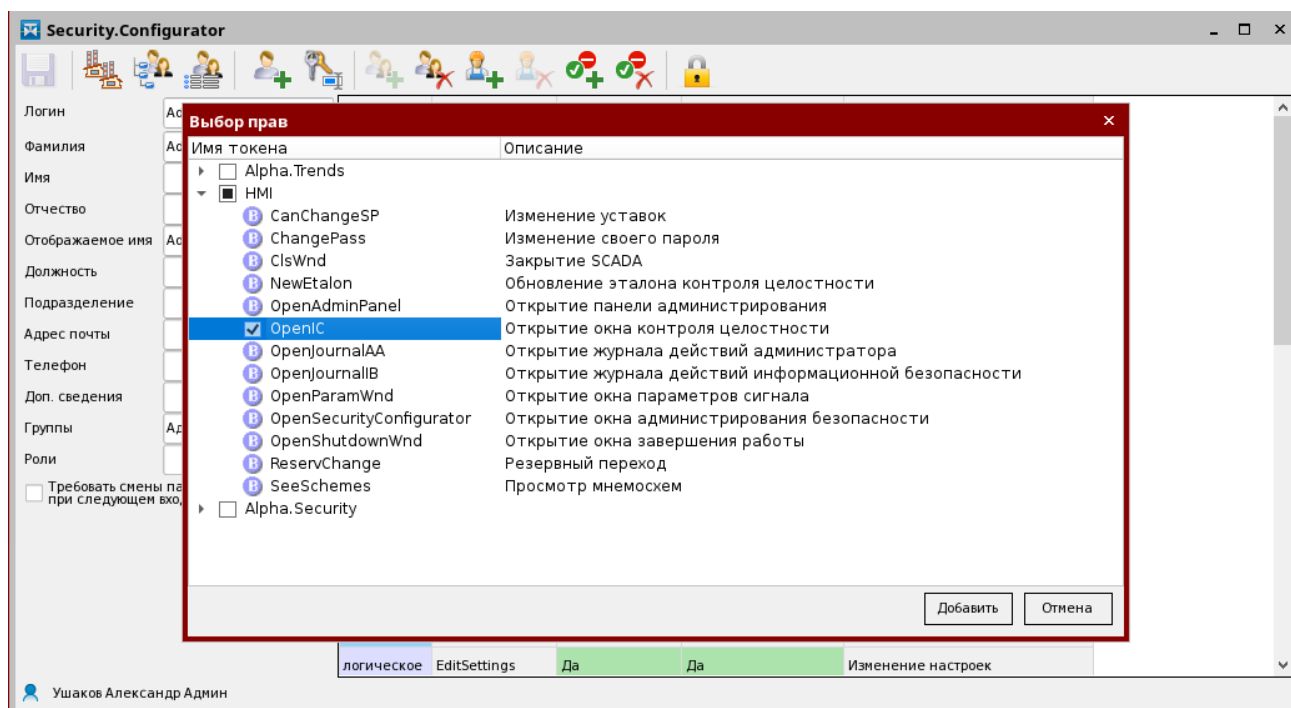 Security.Configurator
Логин
Фамилия
Имя
Отчество
Отображаемое имя
Должность
Подразделение
Адрес почты
Телефон
Доп. сведения
Группы
Роли
Требовать смены
при следующем
Выбор прав
Имя токена Описание
Alpha.Trends
HMI
CanChangeSP Изменение уставок
ChangePass Изменение своего пароля
ClsWnd Закрытие SCADA
NewEtalon Обновление эталона контроля целостности
OpenAdminPanel Открытие панели администрирования
OpenIC Открытие окна контроля целостности
OpenJournalAA Открытие журнала действий администратора
OpenJournalIB Открытие журнала действий информационной безопасности
OpenParamWnd Открытие окна параметров сигнала
OpenSecurityConfigurator Открытие окна администрирования безопасности
OpenShutdownWnd Открытие окна завершения работы
ReservChange Резервный переход
SeeSchemes Просмотр мнемосхем
Alpha.Security
Добавить Отмена
логическое EditSettings Да Да Изменение настроек
Ушаков Александр Админ